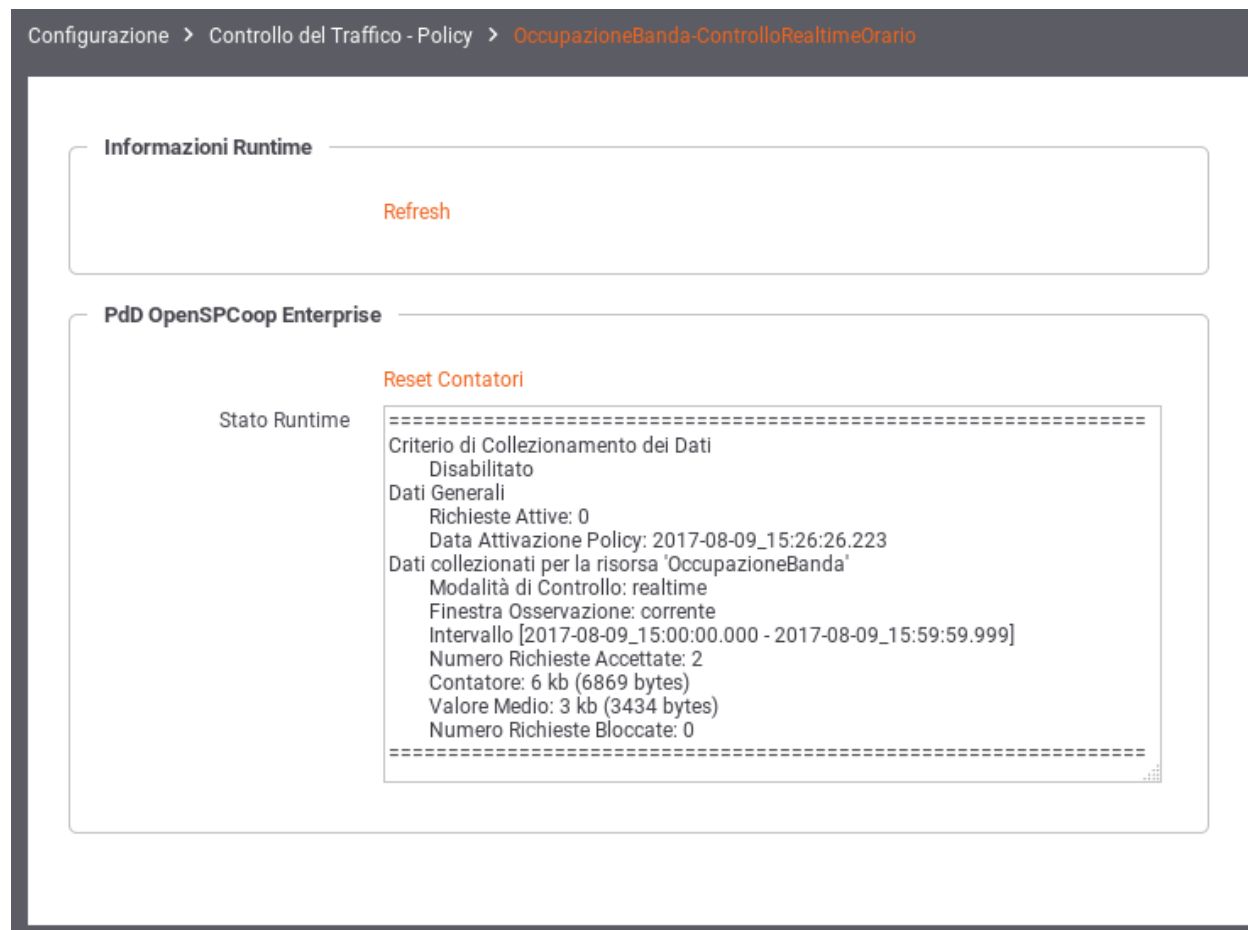 Configurazione > Controllo del Traffico - Policy > OccupazioneBanda-ControlloRealtimeOrario
Informazioni Runtime
Refresh
PdD OpenSPCoop Enterprise
Reset Contatori
Stato Runtime
================================================================
Criterio di Collezionamento dei Dati
Disabilitato
Dati Generali
Richieste Attive: 0
Data Attivazione Policy: 2017-08-09_15:26:26.223
Dati collezionati per la risorsa 'OccupazioneBanda'
Modalità di Controllo: realtime
Finestra Osservazione: corrente
Intervallo [2017-08-09_15:00:00.000 - 2017-08-09_15:59:59.999]
Numero Richieste Accettate: 2
Contatore: 6 kb (6869 bytes)
Valore Medio: 3 kb (3434 bytes)
Numero Richieste Bloccate: 0
================================================================